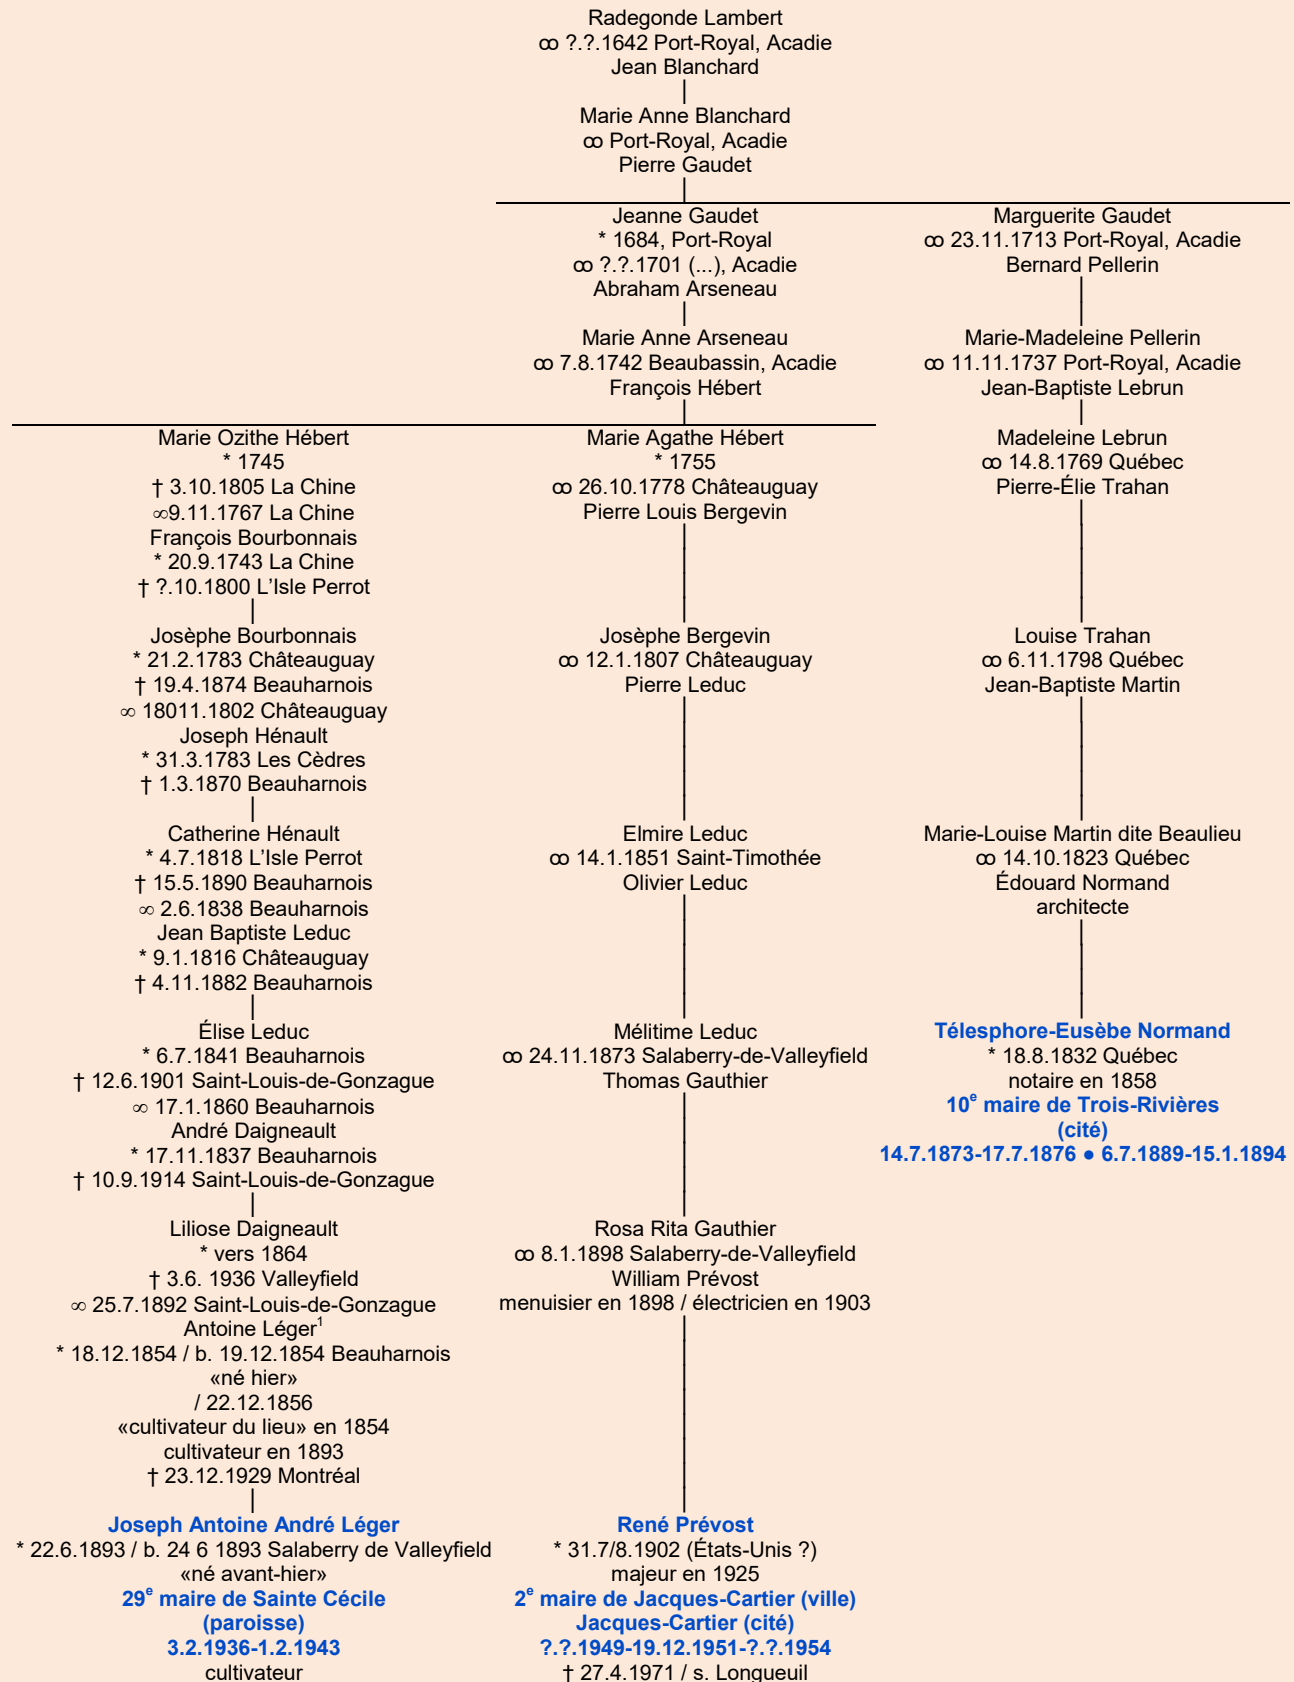 Radegonde Lambert
ꝏ ?.?.1642 Port-Royal, Acadie
Jean Blanchard
Marie Anne Blanchard
ꝏ Port-Royal, Acadie
Pierre Gaudet
Jeanne Gaudet
* 1684, Port-Royal
ꝏ ?.?.1701 (...), Acadie
Abraham Arseneau
Marguerite Gaudet
ꝏ 23.11.1713 Port-Royal, Acadie
Bernard Pellerin
Marie Anne Arseneau
ꝏ 7.8.1742 Beaubassin, Acadie
François Hébert
Marie-Madeleine Pellerin
ꝏ 11.11.1737 Port-Royal, Acadie
Jean-Baptiste Lebrun
Marie Ozithe Hébert
* 1745
† 3.10.1805 La Chine
∞9.11.1767 La Chine
François Bourbonnais
* 20.9.1743 La Chine
† ?.10.1800 L’Isle Perrot
Marie Agathe Hébert
* 1755
ꝏ 26.10.1778 Châteauguay
Pierre Louis Bergevin
Madeleine Lebrun
ꝏ 14.8.1769 Québec
Pierre-Élie Trahan
Josèphe Bourbonnais
* 21.2.1783 Châteauguay
† 19.4.1874 Beauharnois
∞ 18011.1802 Châteauguay
Joseph Hénault
* 31.3.1783 Les Cèdres
† 1.3.1870 Beauharnois
Josèphe Bergevin
ꝏ 12.1.1807 Châteauguay
Pierre Leduc
Louise Trahan
ꝏ 6.11.1798 Québec
Jean-Baptiste Martin
Catherine Hénault
* 4.7.1818 L’Isle Perrot
† 15.5.1890 Beauharnois
∞ 2.6.1838 Beauharnois
Jean Baptiste Leduc
* 9.1.1816 Châteauguay
† 4.11.1882 Beauharnois
Elmire Leduc
ꝏ 14.1.1851 Saint-Timothée
Olivier Leduc
Marie-Louise Martin dite Beaulieu
ꝏ 14.10.1823 Québec
Édouard Normand
architecte
Élise Leduc
* 6.7.1841 Beauharnois
† 12.6.1901 Saint-Louis-de-Gonzague
∞ 17.1.1860 Beauharnois
André Daigneault
* 17.11.1837 Beauharnois
† 10.9.1914 Saint-Louis-de-Gonzague
Mélitime Leduc
ꝏ 24.11.1873 Salaberry-de-Valleyfield
Thomas Gauthier
Télesphore-Eusèbe Normand
* 18.8.1832 Québec
notaire en 1858
10e maire de Trois-Rivières
(cité)
14.7.1873-17.7.1876 ● 6.7.1889-15.1.1894
Liliose Daigneault
* vers 1864
† 3.6. 1936 Valleyfield
∞ 25.7.1892 Saint-Louis-de-Gonzague
Antoine Léger1
* 18.12.1854 / b. 19.12.1854 Beauharnois
«né hier»
/ 22.12.1856
«cultivateur du lieu» en 1854
cultivateur en 1893
† 23.12.1929 Montréal
Rosa Rita Gauthier
ꝏ 8.1.1898 Salaberry-de-Valleyfield
William Prévost
menuisier en 1898 / électricien en 1903
Joseph Antoine André Léger
* 22.6.1893 / b. 24 6 1893 Salaberry de Valleyfield
«né avant-hier»
29e maire de Sainte Cécile
(paroisse)
3.2.1936-1.2.1943
cultivateur
René Prévost
* 31.7/8.1902 (États-Unis ?)
majeur en 1925
2e maire de Jacques-Cartier (ville)
Jacques-Cartier (cité)
?.?.1949-19.12.1951-?.?.1954
† 27.4.1971 / s. Longueuil